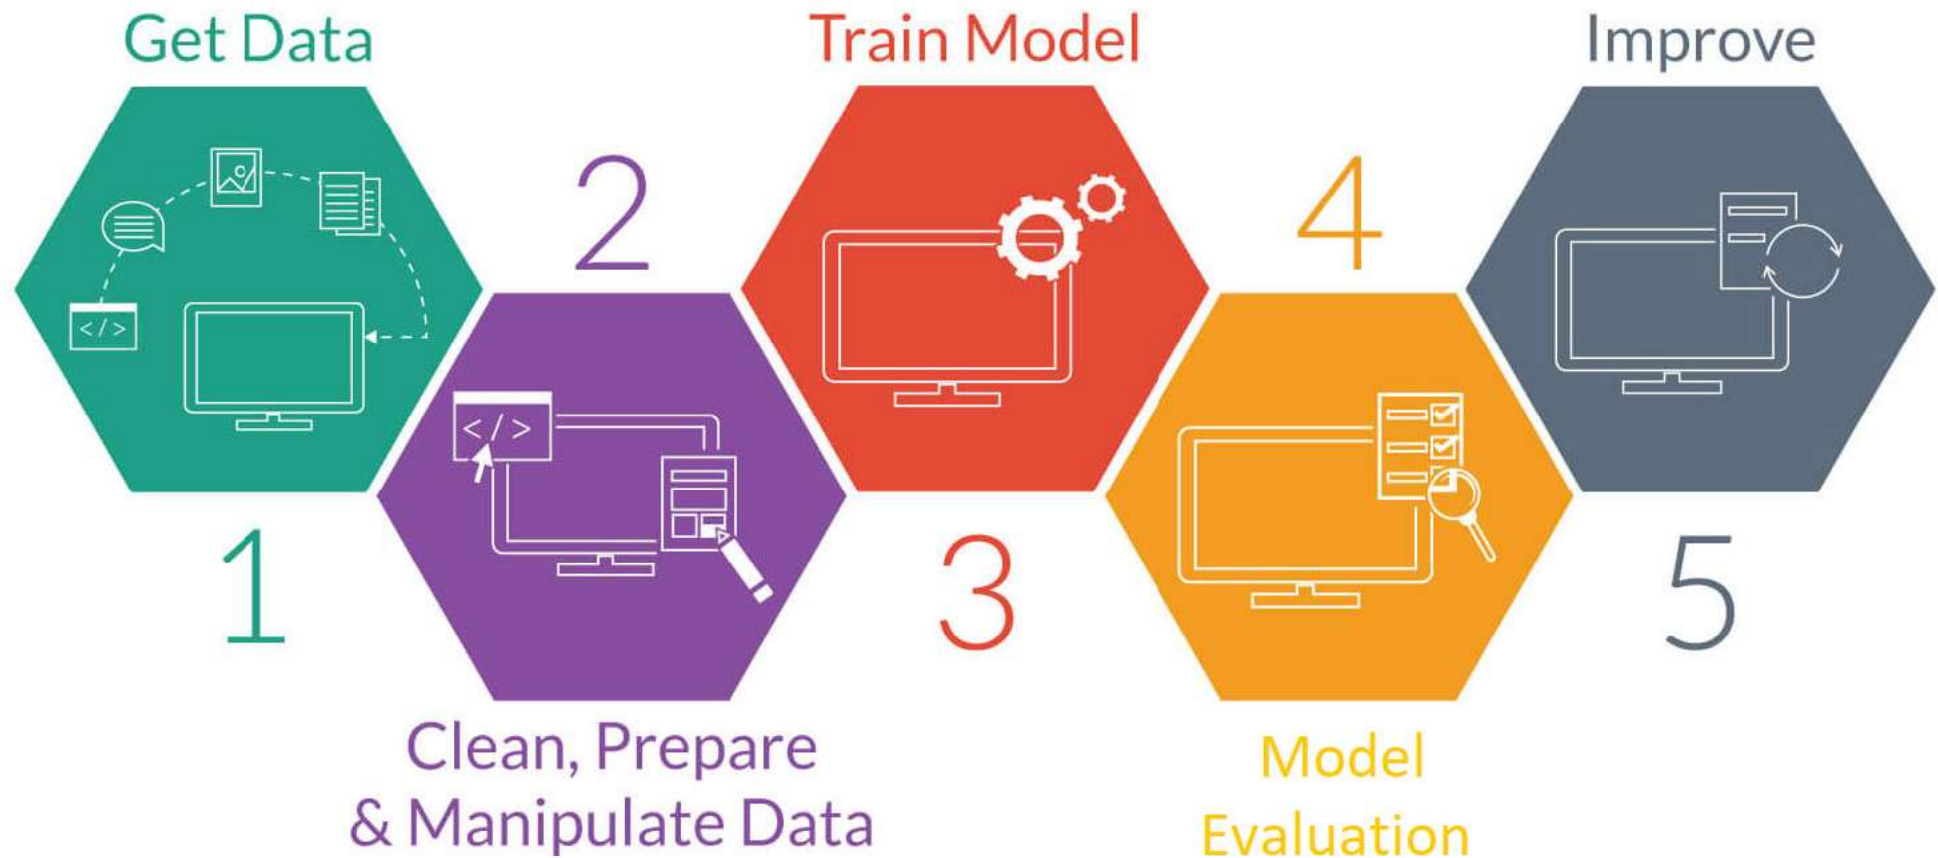 Get Data
1
2
Clean, Prepare
& Manipulate Data
Train Model
3
4
Model
Evaluation
Improve
5
</ >
</ >